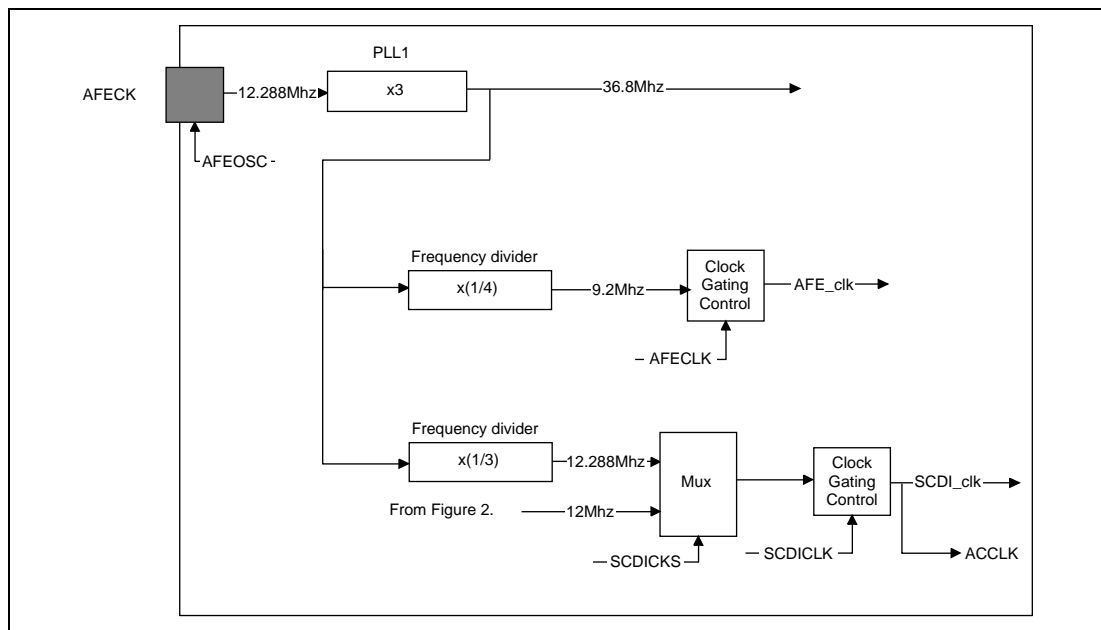 PLL1
AFECK
12.288Mhz
x3
36.8Mhz
AFEOSC
Frequency divider
x(1/4)
9.2Mhz
Clock
Gating
Control
AFE_clk
AFECLK
Frequency divider
x(1/3)
12.288Mhz
Mux
Clock
Gating
Control
SCDI_clk
From Figure 2.
12Mhz
SCDICKS
SCDICLK
ACCLK